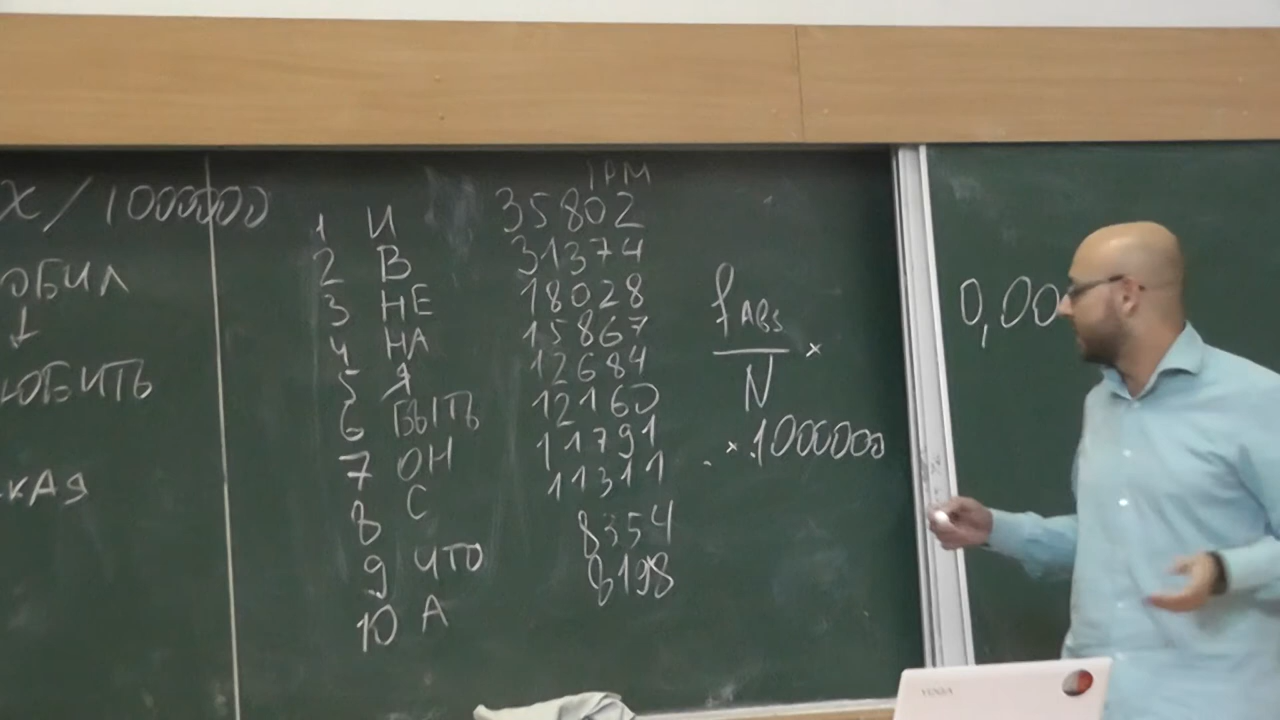 X / 1000000
ОБИЛ
↓
ЮБИТЬ
КАЯ
IPM
1 И 35802
2 В 31374
3 НЕ 18028
4 НА 15867
5 Я 12684
6 БЫТЬ 12160
7 ОН 11791
8 С 11311
9 ЧТО 8354
10 А 8198
f ABS
N
×
× 1000000
0,00